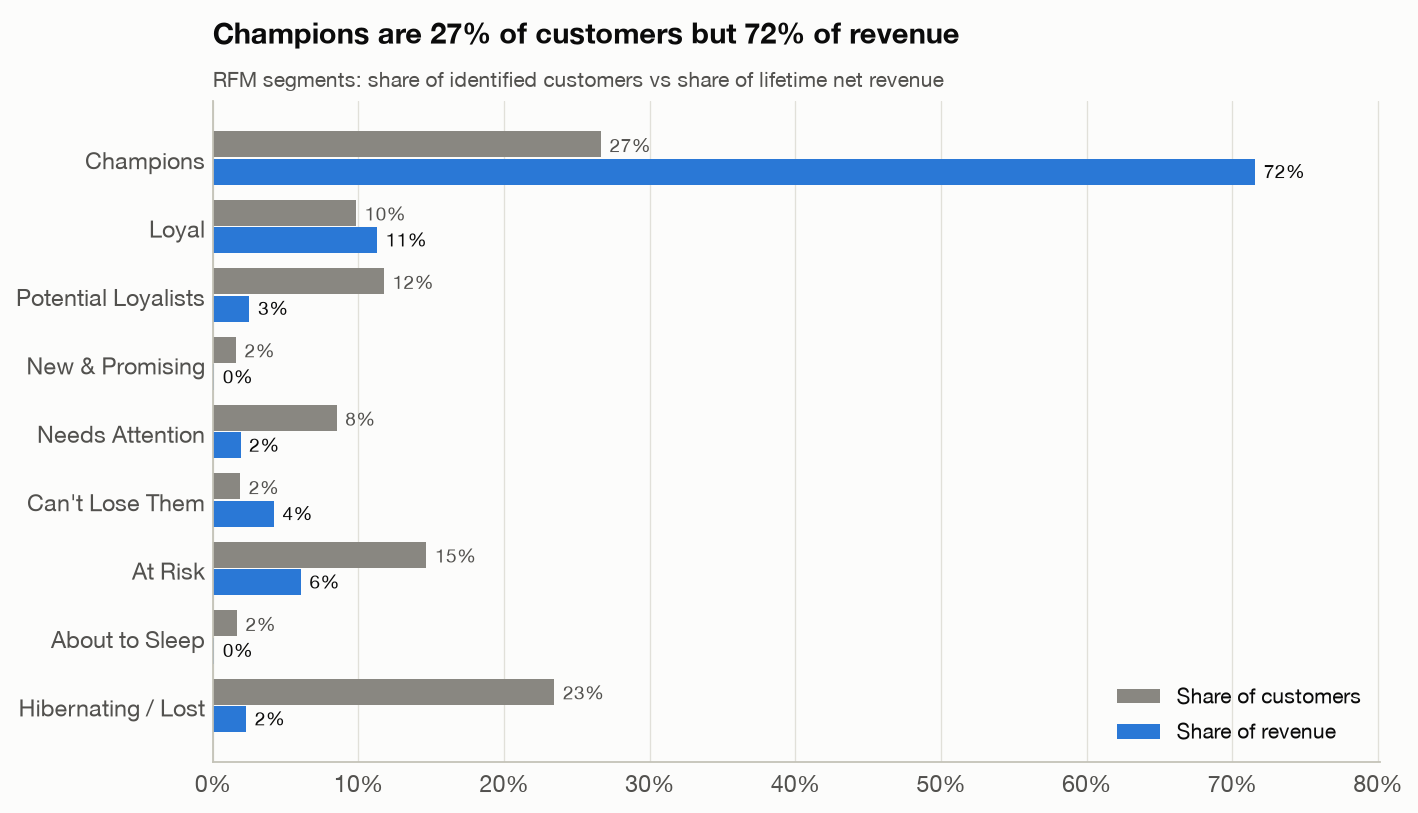 Champions are 27% of customers but 72% of revenue
RFM segments: share of identified customers vs share of lifetime net revenue
Champions
27%
72%
Loyal
10%
11%
Potential Loyalists
12%
3%
New & Promising
2%
0%
Needs Attention
8%
2%
Can't Lose Them
2%
4%
At Risk
15%
6%
About to Sleep
2%
0%
Hibernating / Lost
23%
2%
Share of customers
Share of revenue
0% 10% 20% 30% 40% 50% 60% 70% 80%